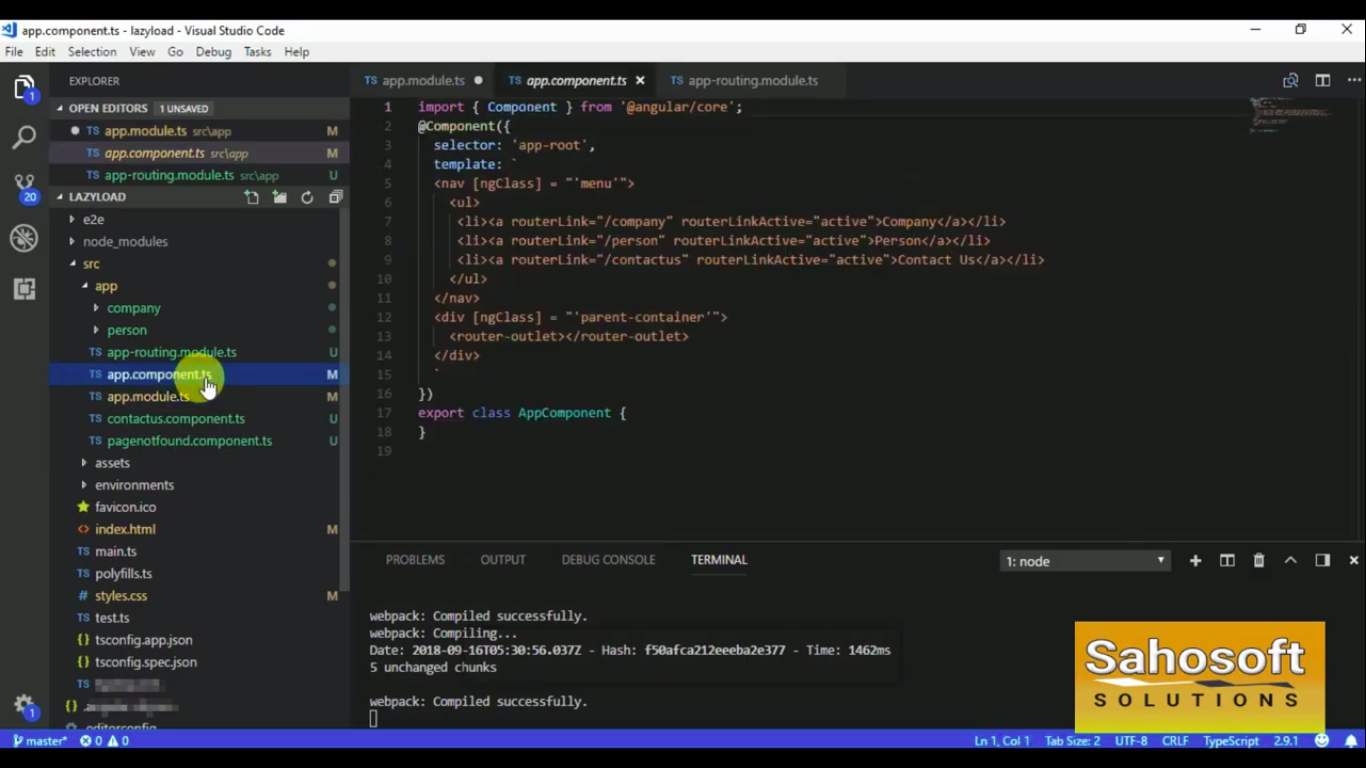 app.component.ts - lazyload - Visual Studio Code
File Edit Selection View Go Debug Tasks Help
EXPLORER
OPEN EDITORS 1 UNSAVED
TS app.module.ts src\app M
TS app.component.ts src\app M
TS app-routing.module.ts src\app U
LAZYLOAD
e2e
node_modules
src
app
company
person
TS app-routing.module.ts U
TS app.component.ts M
TS app.module.ts M
TS contactus.component.ts U
TS pagenotfound.component.ts U
assets
environments
favicon.ico
<> index.html M
TS main.ts
TS polyfills.ts
# styles.css M
TS test.ts
{} tsconfig.app.json
{} tsconfig.spec.json
TS
{}
.editorconfig
1
20
1
TS app.module.ts TS app.component.ts TS app-routing.module.ts
1 import { Component } from '@angular/core';
2 @Component({
3 selector: 'app-root',
4 template: `
5 <nav [ngClass] = "'menu'">
6 <ul>
7 <li><a routerLink="/company" routerLinkActive="active">Company</a></li>
8 <li><a routerLink="/person" routerLinkActive="active">Person</a></li>
9 <li><a routerLink="/contactus" routerLinkActive="active">Contact Us</a></li>
10 </ul>
11 </nav>
12 <div [ngClass] = "'parent-container'">
13 <router-outlet></router-outlet>
14 </div>
15 `
16 })
17 export class AppComponent {
18 }
19
PROBLEMS OUTPUT DEBUG CONSOLE TERMINAL 1: node
webpack: Compiled successfully.
webpack: Compiling...
Date: 2018-09-16T05:30:56.037Z - Hash: f50afca212eeeba2e377 - Time: 1462ms
5 unchanged chunks
webpack: Compiled successfully.
Sahosoft
SOLUTIONS
master* 0 0 Ln 1, Col 1 Tab Size: 2 UTF-8 CRLF TypeScript 2.9.1